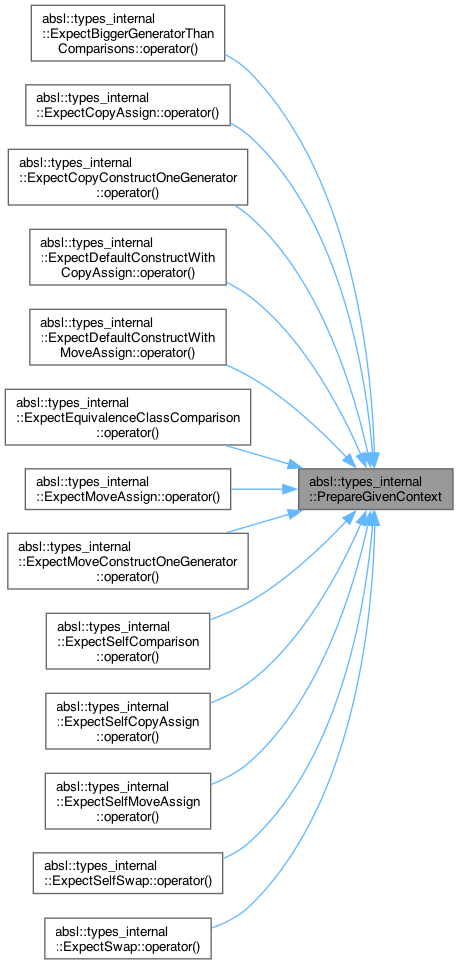 absl::types_internal
::ExpectBiggerGeneratorThan
Comparisons::operator()
absl::types_internal
::ExpectCopyAssign::operator()
absl::types_internal
::ExpectCopyConstructOneGenerator
::operator()
absl::types_internal
::ExpectDefaultConstructWith
CopyAssign::operator()
absl::types_internal
::ExpectDefaultConstructWith
MoveAssign::operator()
absl::types_internal
::ExpectEquivalenceClassComparison
::operator()
absl::types_internal
::ExpectMoveAssign::operator()
absl::types_internal
::PrepareGivenContext
absl::types_internal
::ExpectMoveConstructOneGenerator
::operator()
absl::types_internal
::ExpectSelfComparison
::operator()
absl::types_internal
::ExpectSelfCopyAssign
::operator()
absl::types_internal
::ExpectSelfMoveAssign
::operator()
absl::types_internal
::ExpectSelfSwap::operator()
absl::types_internal
::ExpectSwap::operator()